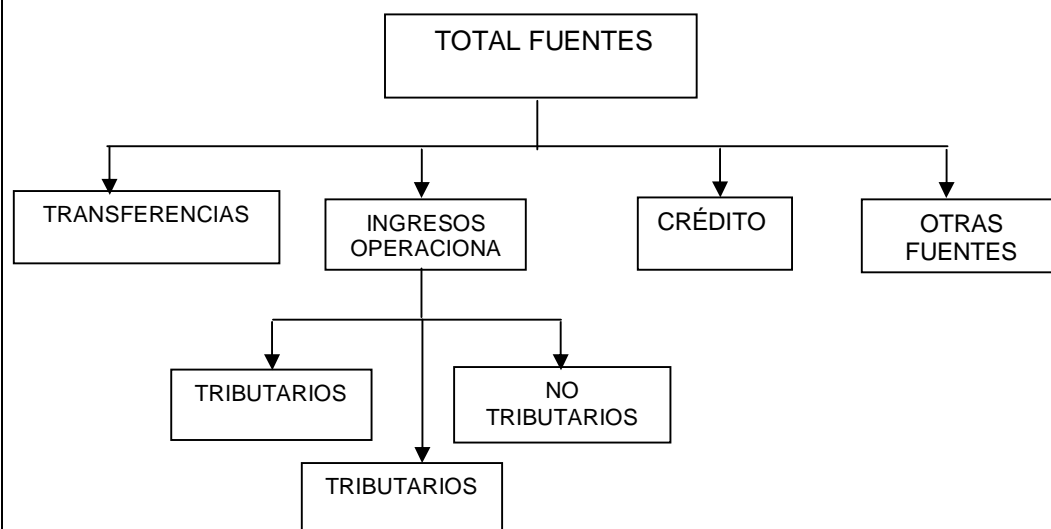 TOTAL FUENTES
TRANSFERENCIAS
INGRESOS
OPERACIONA
CRÉDITO
OTRAS
FUENTES
TRIBUTARIOS
NO
TRIBUTARIOS
TRIBUTARIOS